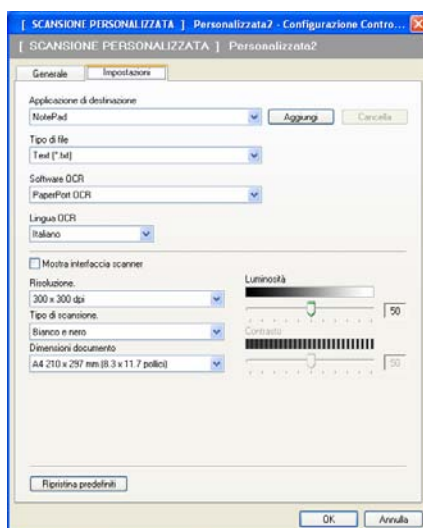 [ SCANSIONE PERSONALIZZATA ] Personalizzata2 - Configurazione Contro...
[ SCANSIONE PERSONALIZZATA ] Personalizzata2
Generale Impostazioni
Applicazione di destinazione
NotePad Aggiungi Cancella
Tipo di file
Text (*.txt)
Software OCR
PaperPort OCR
Lingua OCR
Italiano
Mostra interfaccia scanner
Risoluzione. Luminosità
300 x 300 dpi 50
Tipo di scansione.
Bianco e nero Contrasto
Dimensioni documento
A4 210 x 297 mm (8.3 x 11.7 pollici) 50
Ripristina predefiniti
OK Annulla